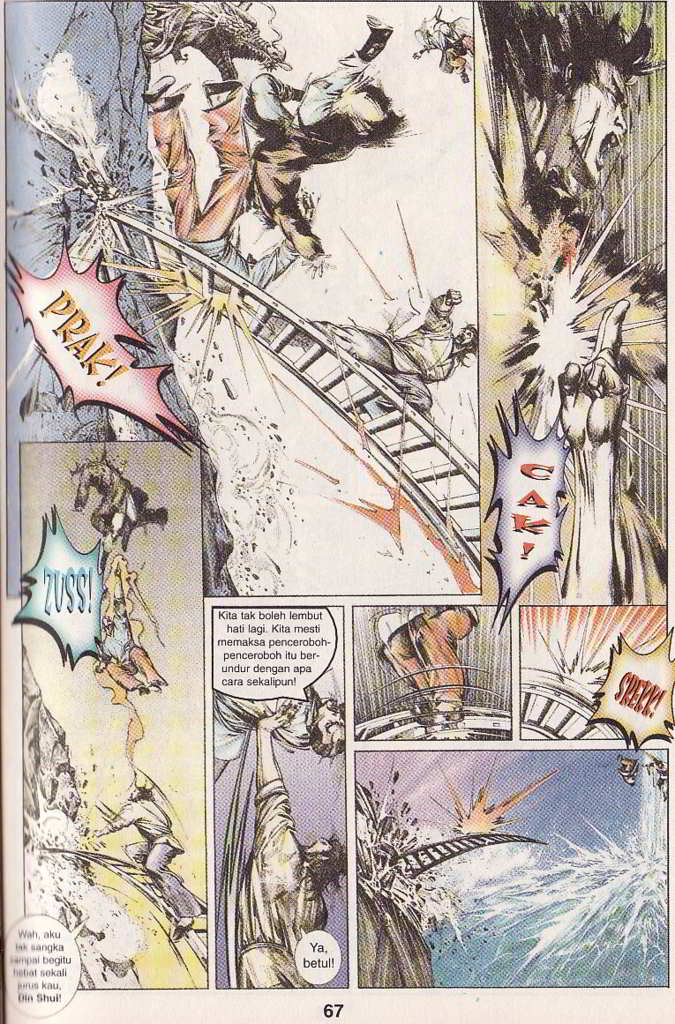 PRAK!
CAK!
ZUSS!
Wah, aku
tak sangka
sampai begitu
hebat sekali
jurus kau,
Din Shui!
Kita tak boleh lembut
hati lagi. Kita mesti
memaksa penceroboh-
penceroboh itu ber-
undur dengan apa
cara sekalipun!
Ya,
betul!
SREKK!
67